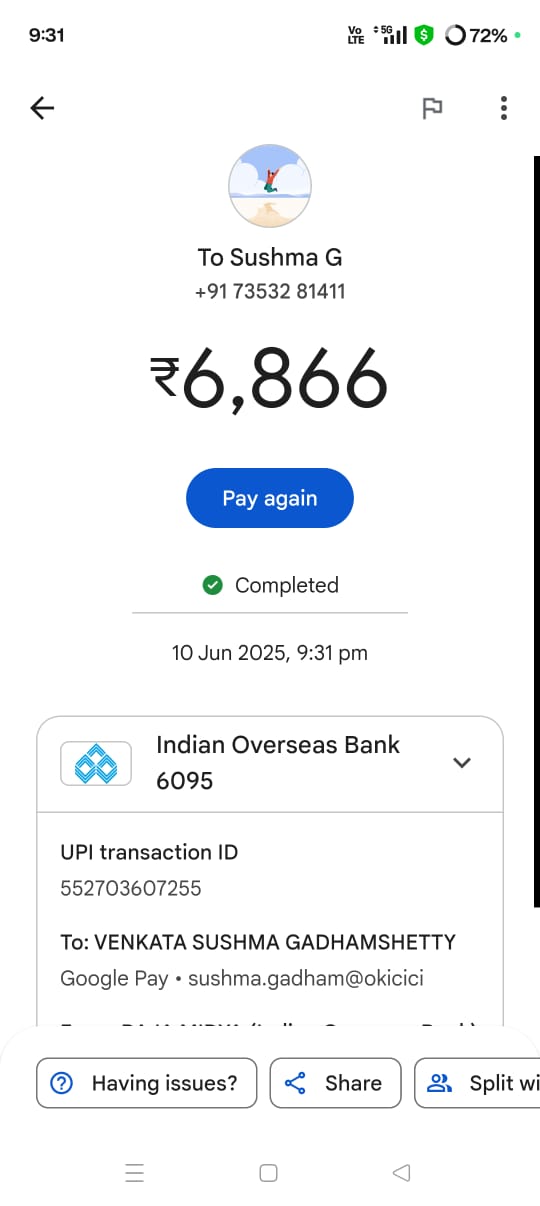 9:31
Vo LTE 5G 72%
To Sushma G
+91 73532 81411
₹6,866
Pay again
Completed
10 Jun 2025, 9:31 pm
Indian Overseas Bank
6095
UPI transaction ID
552703607255
To: VENKATA SUSHMA GADHAMSHETTY
Google Pay • sushma.gadham@okicici
Having issues?
Share
Split wi